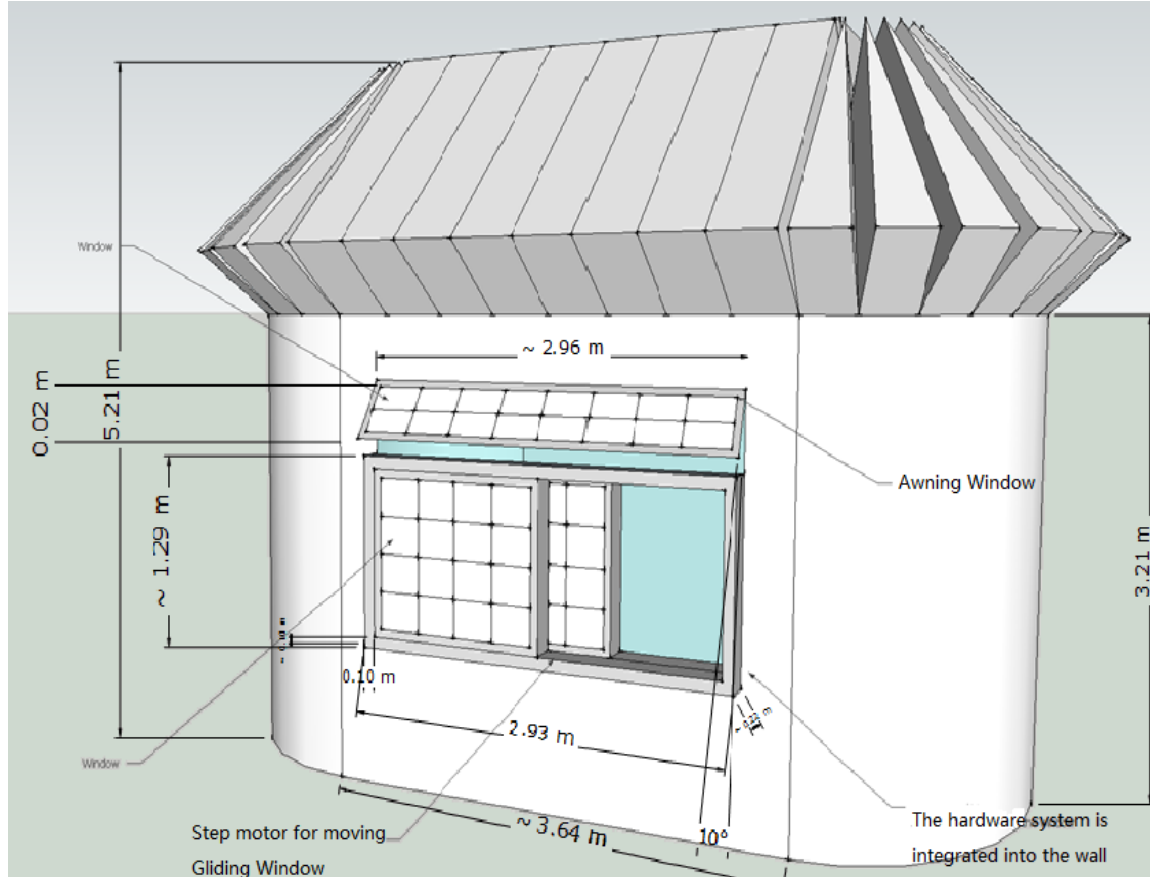 Window
~ 2.96 m
0.02 m
5.21 m
Awning Window
~ 1.29 m
3.21 m
0.10 m
2.93 m
Window
~ 3.64 m
10°
Step motor for moving
Gliding Window
The hardware system is
integrated into the wall